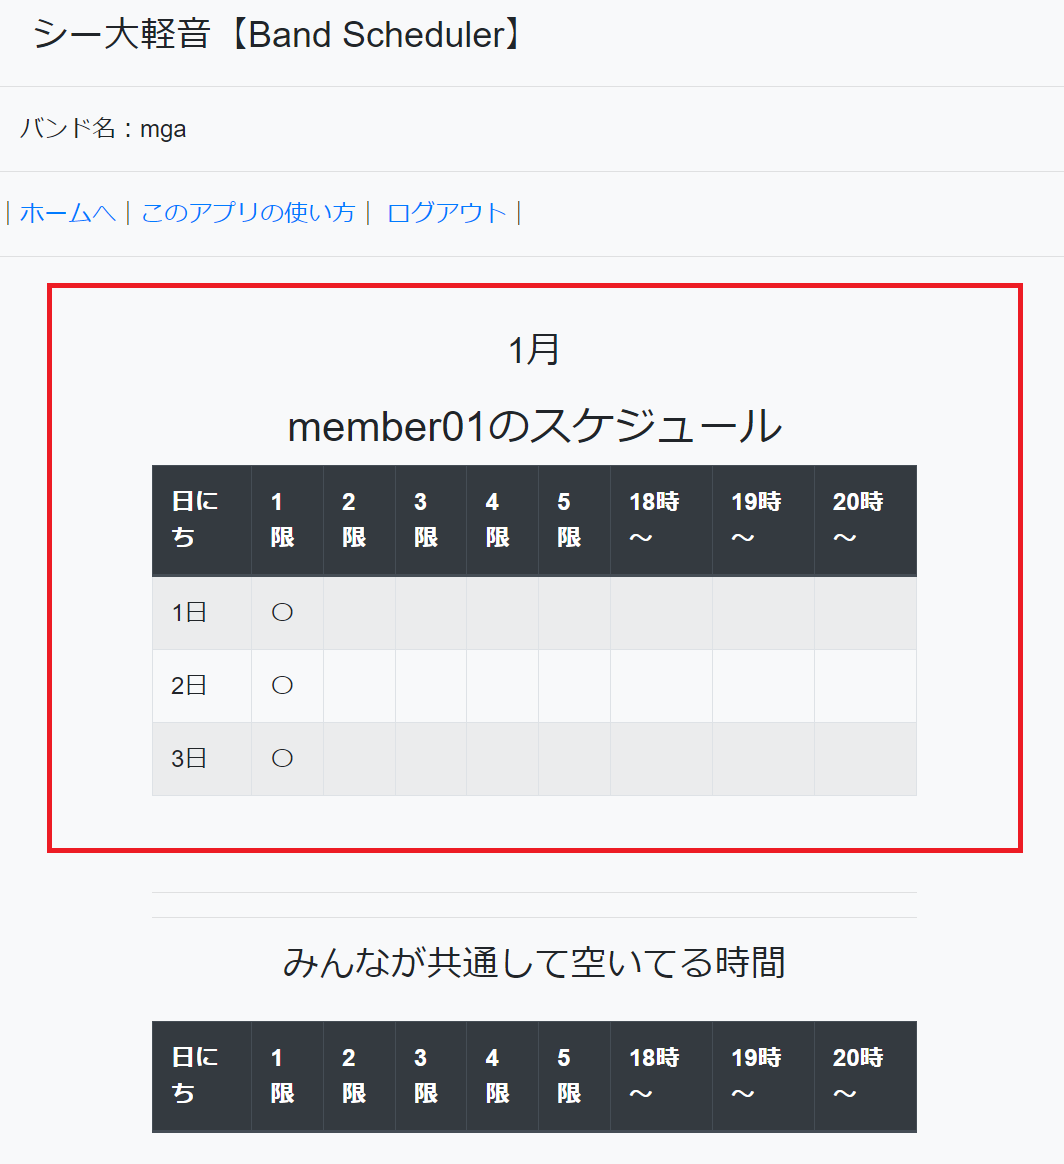 シー大軽音【Band Scheduler】
バンド名：mga
｜ホームへ｜このアプリの使い方｜ ログアウト｜
1月
member01のスケジュール
日にち 1限 2限 3限 4限 5限 18時～ 19時～ 20時～
1日 〇
2日 〇
3日 〇
みんなが共通して空いてる時間
日にち 1限 2限 3限 4限 5限 18時～ 19時～ 20時～